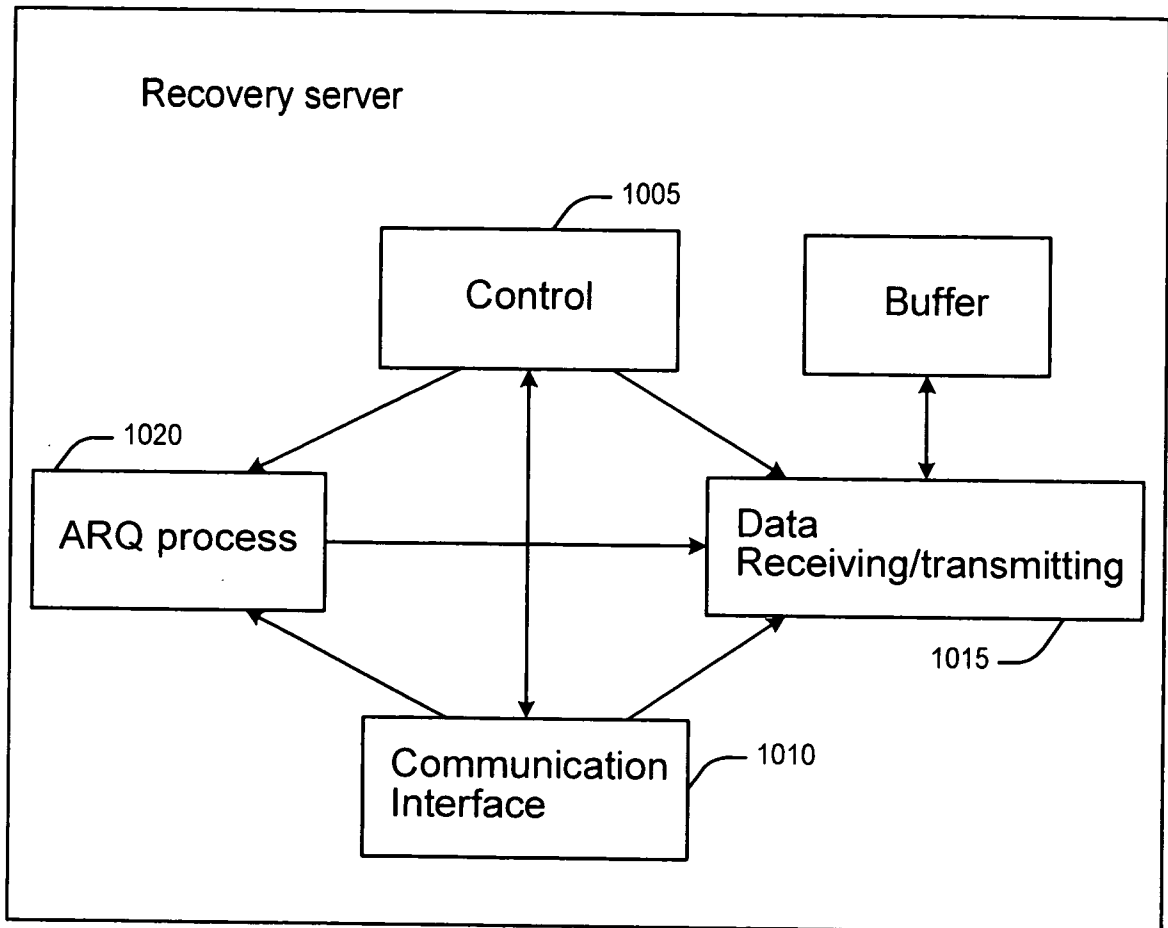 Recovery server
1005
Control
Buffer
1020
ARQ process
Data
Receiving/transmitting
1015
Communication
Interface
1010